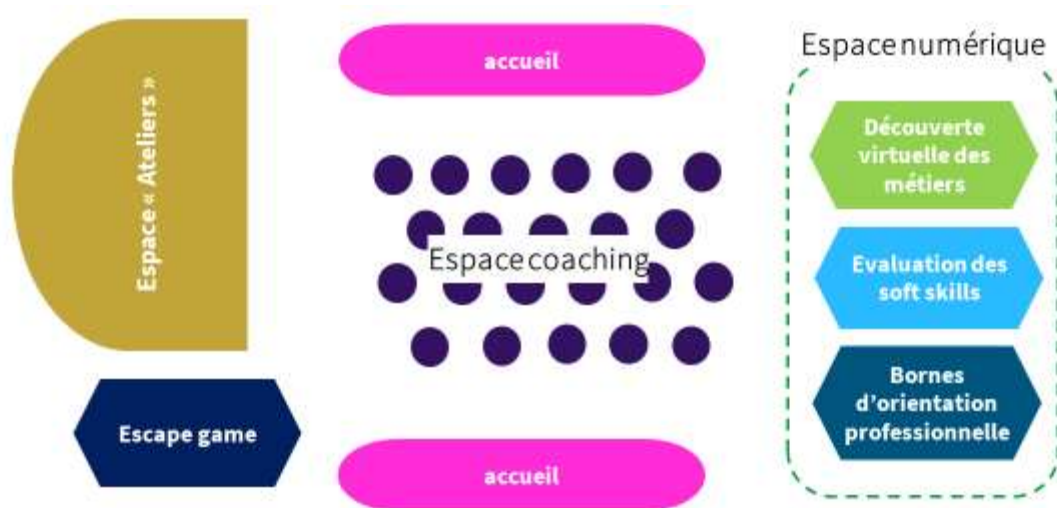 Espace « Ateliers »
accueil
Espace numérique
Découverte
virtuelle des
métiers
Espace coaching
Evaluation des
soft skills
Bornes
d'orientation
professionnelle
Escape game
accueil